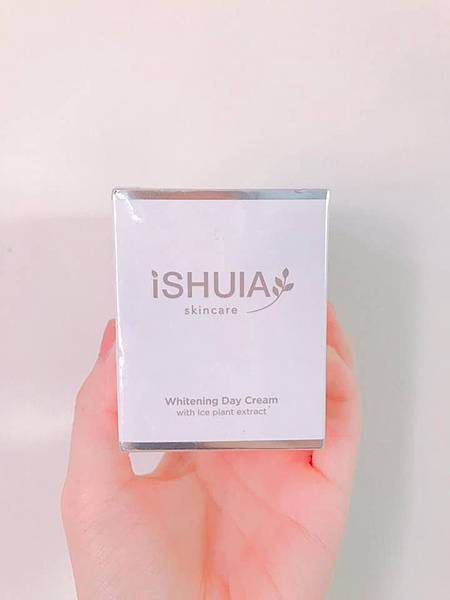 iSHUIA
skincare
Whitening Day Cream
with Ice plant extract